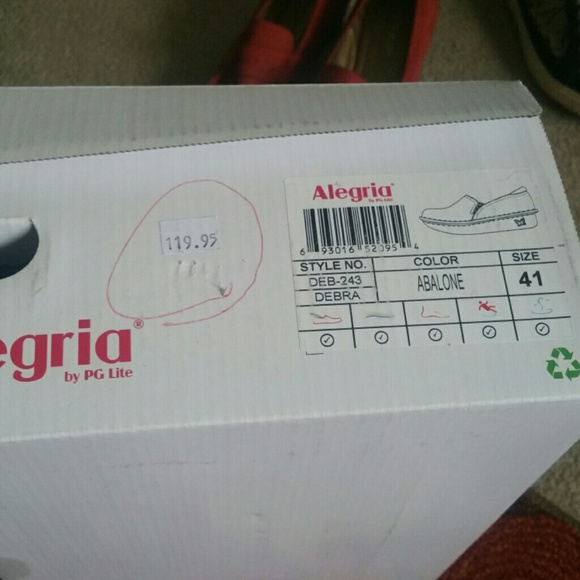 119.95
egria®
by PG Lite
Alegria®
by PG Lite
6 93016 52095 4
STYLE NO. COLOR SIZE
DEB-243 ABALONE 41
DEBRA